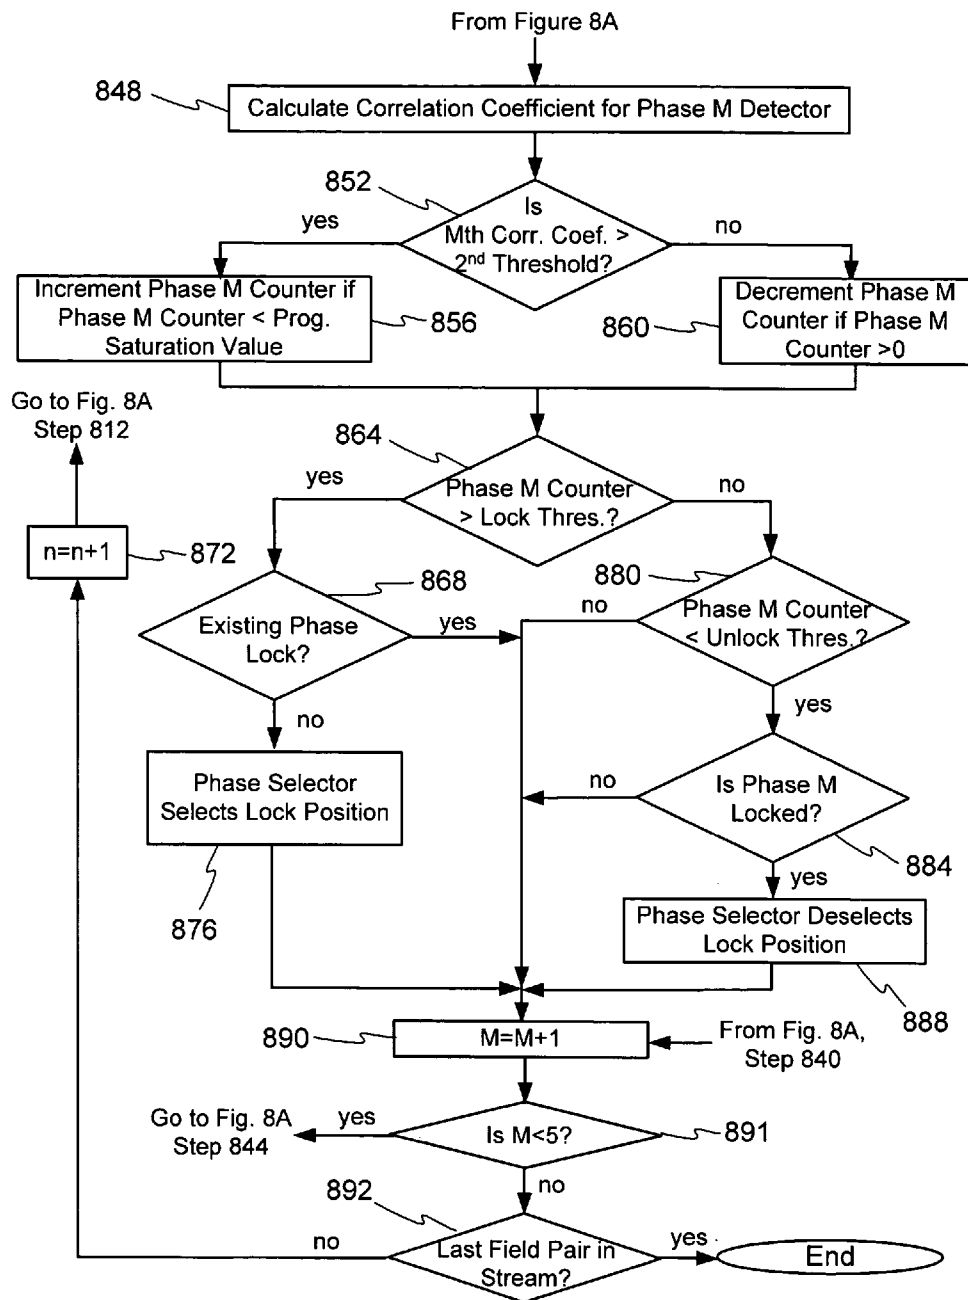 From Figure 8A
848
Calculate Correlation Coefficient for Phase M Detector
852
Is
Mth Corr. Coef. >
2nd Threshold?
yes
no
Increment Phase M Counter if
Phase M Counter < Prog.
Saturation Value
856
860
Decrement Phase M
Counter if Phase M
Counter >0
Go to Fig. 8A
Step 812
864
Phase M Counter
> Lock Thres.?
yes
no
n=n+1
872
868
Existing Phase
Lock?
yes
no
880
Phase M Counter
< Unlock Thres.?
no
yes
Phase Selector
Selects Lock Position
876
Is Phase M
Locked?
no
884
yes
Phase Selector Deselects
Lock Position
888
890
M=M+1
From Fig. 8A,
Step 840
Go to Fig. 8A
Step 844
yes
Is M<5?
891
no
892
Last Field Pair in
Stream?
no
yes
End